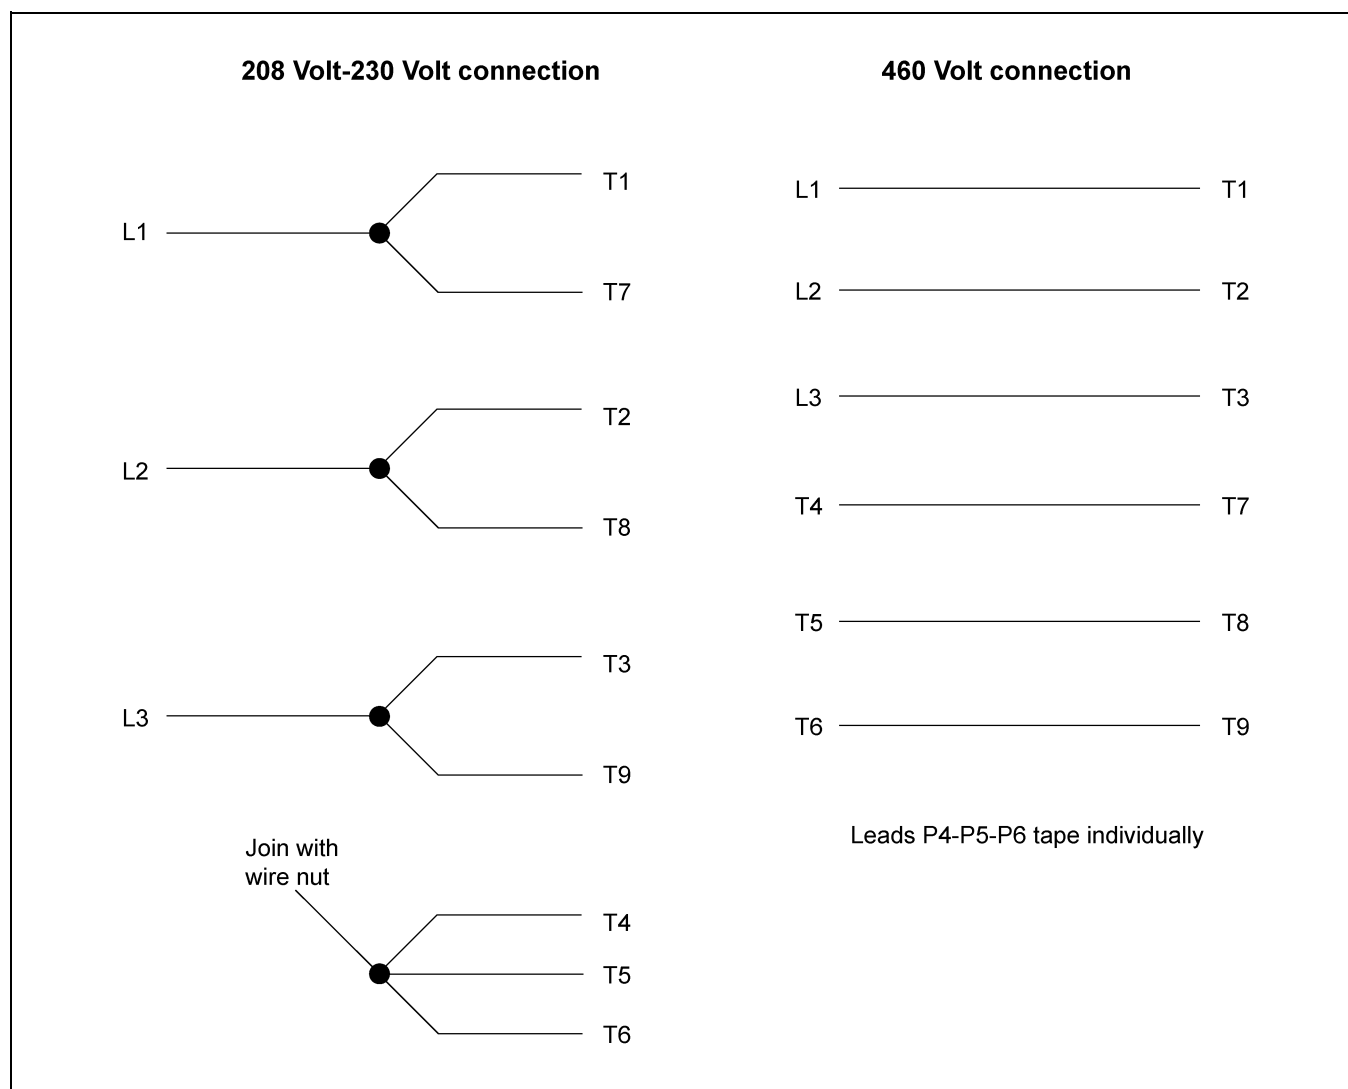 208 Volt-230 Volt connection
L1
T1
T7
L2
T2
T8
L3
T3
T9
Join with
wire nut
T4
T5
T6
460 Volt connection
L1 T1
L2 T2
L3 T3
T4 T7
T5 T8
T6 T9
Leads P4-P5-P6 tape individually